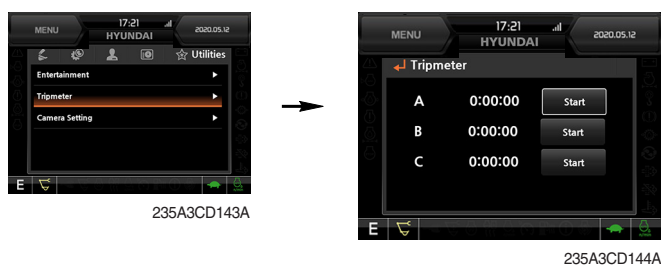 MENU
17:21
HYUNDAI
2020.05.12
Utilities
Entertainment
Tripmeter
Camera Setting
E
235A3CD143A
MENU
17:21
HYUNDAI
2020.05.12
Tripmeter
A 0:00:00 Start
B 0:00:00 Start
C 0:00:00 Start
E
235A3CD144A